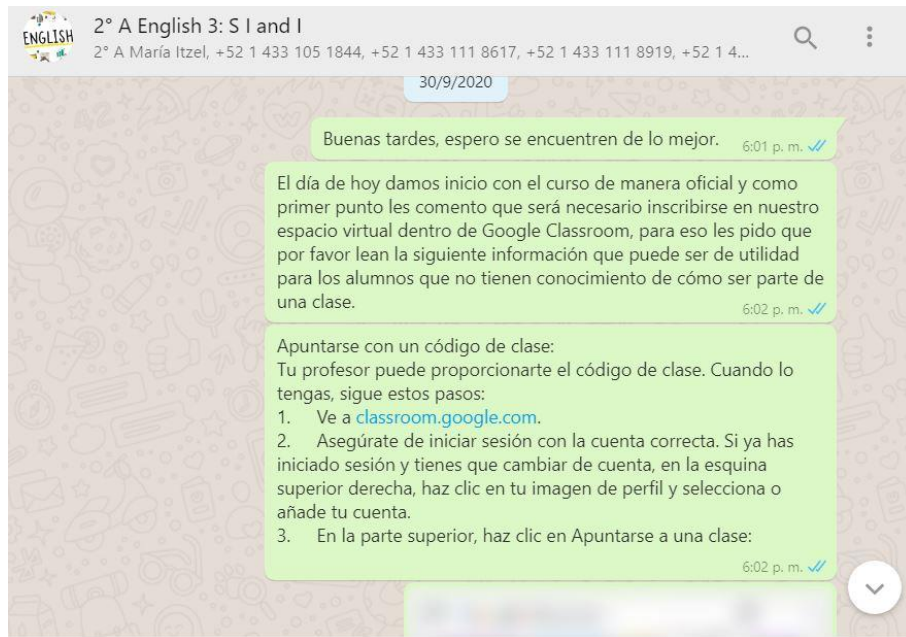 ENGLISH
2° A English 3: S I and I
2° A María Itzel, +52 1 433 105 1844, +52 1 433 111 8617, +52 1 433 111 8919, +52 1 4...
30/9/2020
Buenas tardes, espero se encuentren de lo mejor.
6:01 p. m.
El día de hoy damos inicio con el curso de manera oficial y como
primer punto les comento que será necesario inscribirse en nuestro
espacio virtual dentro de Google Classroom, para eso les pido que
por favor lean la siguiente información que puede ser de utilidad
para los alumnos que no tienen conocimiento de cómo ser parte de
una clase.
6:02 p. m.
Apuntarse con un código de clase:
Tu profesor puede proporcionarte el código de clase. Cuando lo
tengas, sigue estos pasos:
1. Ve a classroom.google.com.
2. Asegúrate de iniciar sesión con la cuenta correcta. Si ya has
iniciado sesión y tienes que cambiar de cuenta, en la esquina
superior derecha, haz clic en tu imagen de perfil y selecciona o
añade tu cuenta.
3. En la parte superior, haz clic en Apuntarse a una clase:
6:02 p. m.